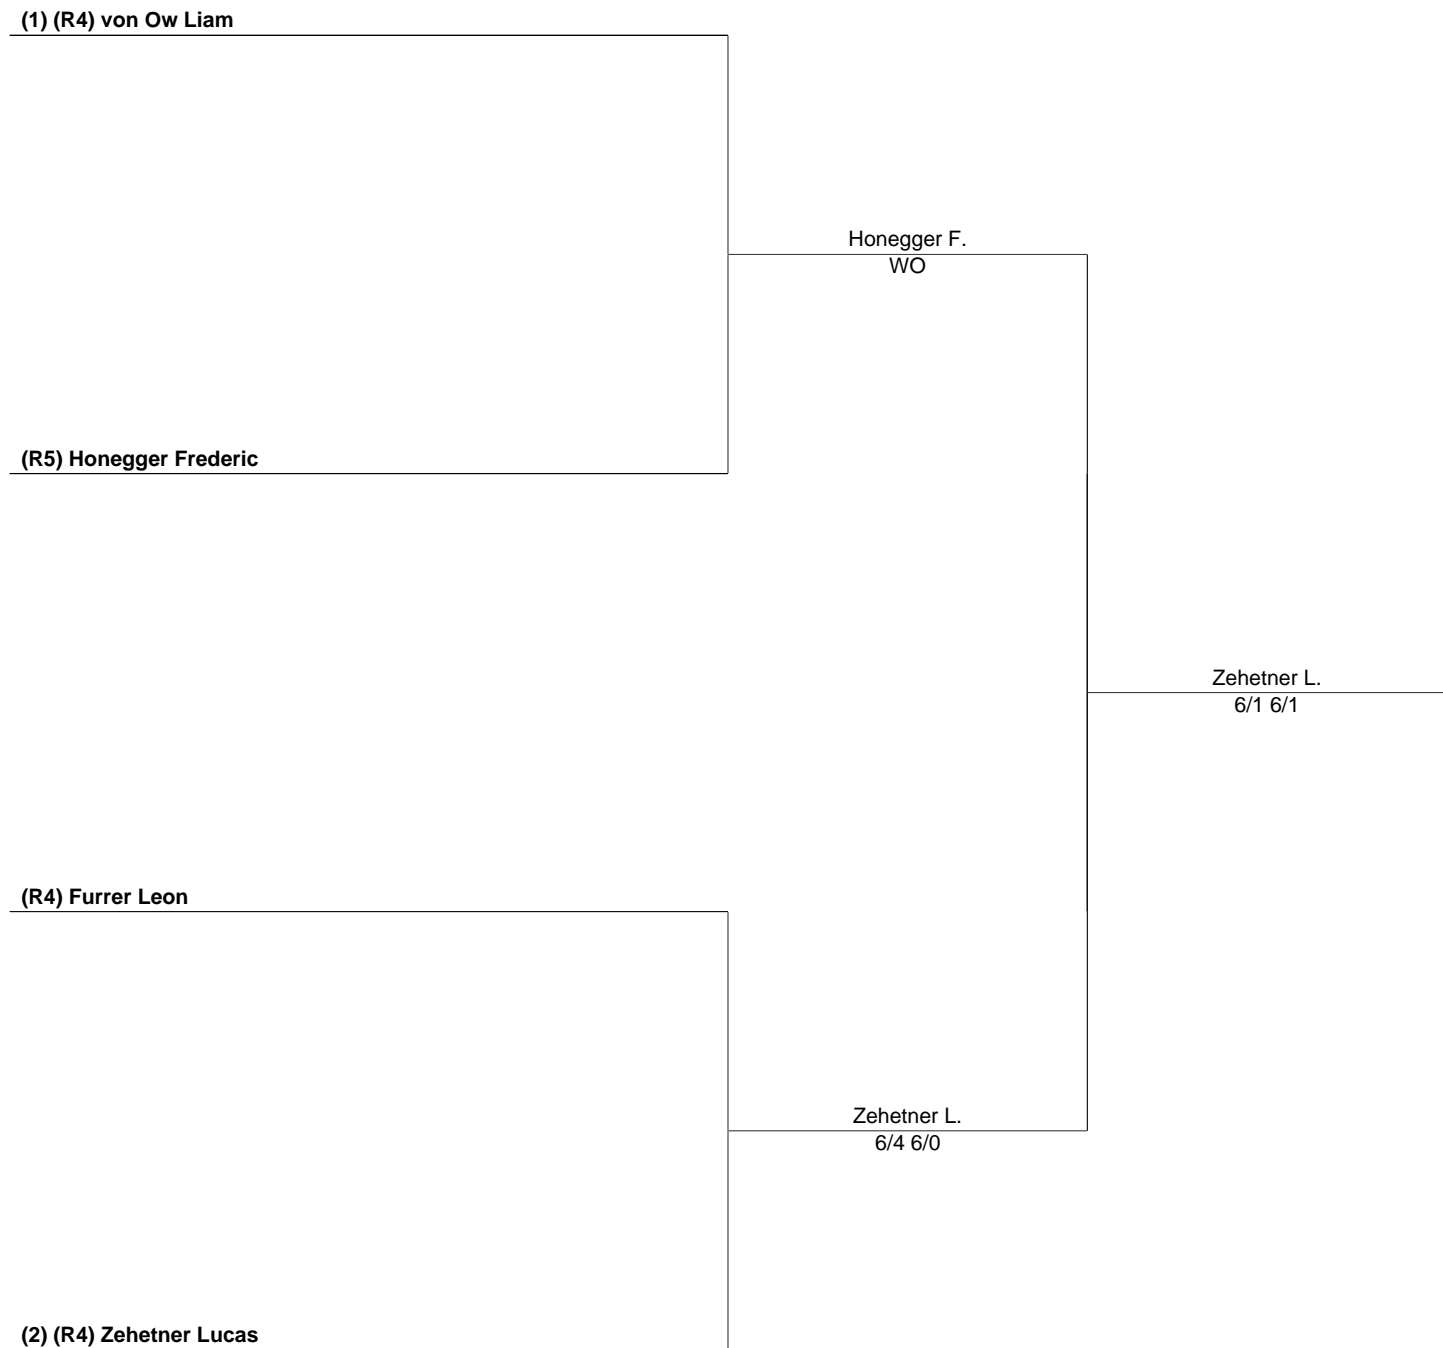 (1) (R4) von Ow Liam
Honegger F.
WO
(R5) Honegger Frederic
Zehetner L.
6/1 6/1
(R4) Furrer Leon
Zehetner L.
6/4 6/0
(2) (R4) Zehetner Lucas